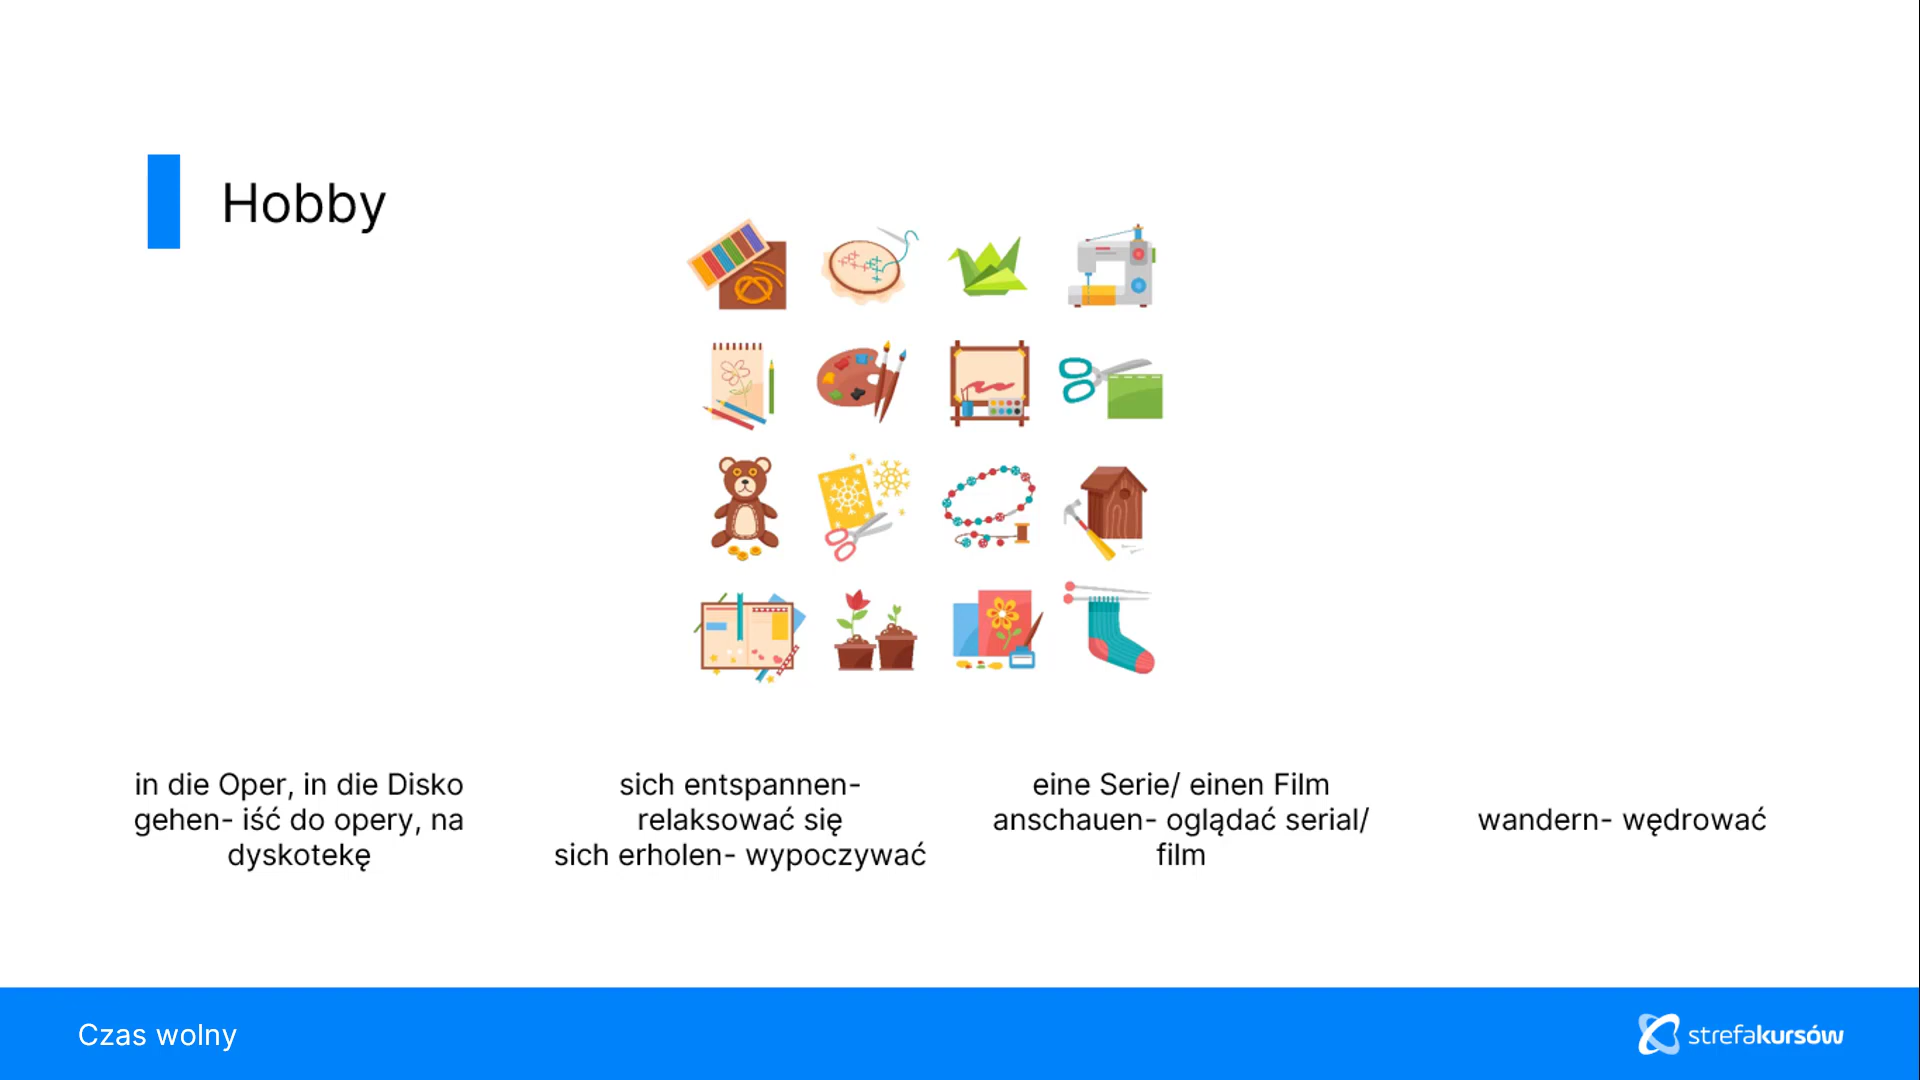 Hobby
in die Oper, in die Disko
gehen- iść do opery, na
dyskotekę
sich entspannen-
relaksować się
sich erholen- wypoczywać
eine Serie/ einen Film
anschauen- oglądać serial/
film
wandern- wędrować
Czas wolny
strefakursów